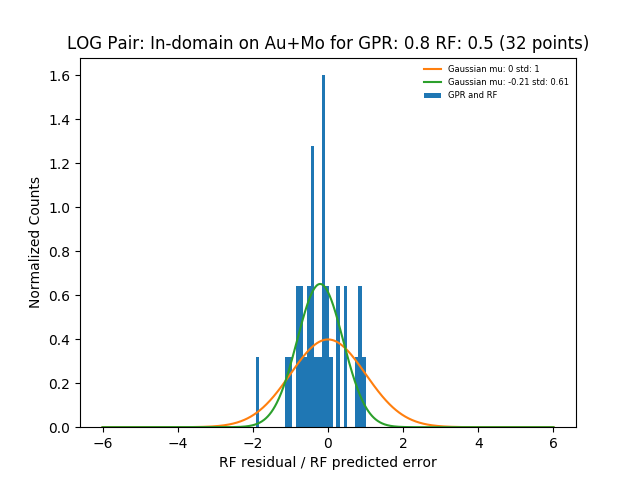 LOG Pair: In-domain on Au+Mo for GPR: 0.8 RF: 0.5 (32 points)
Gaussian mu: 0 std: 1
Gaussian mu: -0.21 std: 0.61
GPR and RF
Normalized Counts
1.6
1.4
1.2
1.0
0.8
0.6
0.4
0.2
0.0
−6 −4 −2 0 2 4 6
RF residual / RF predicted error